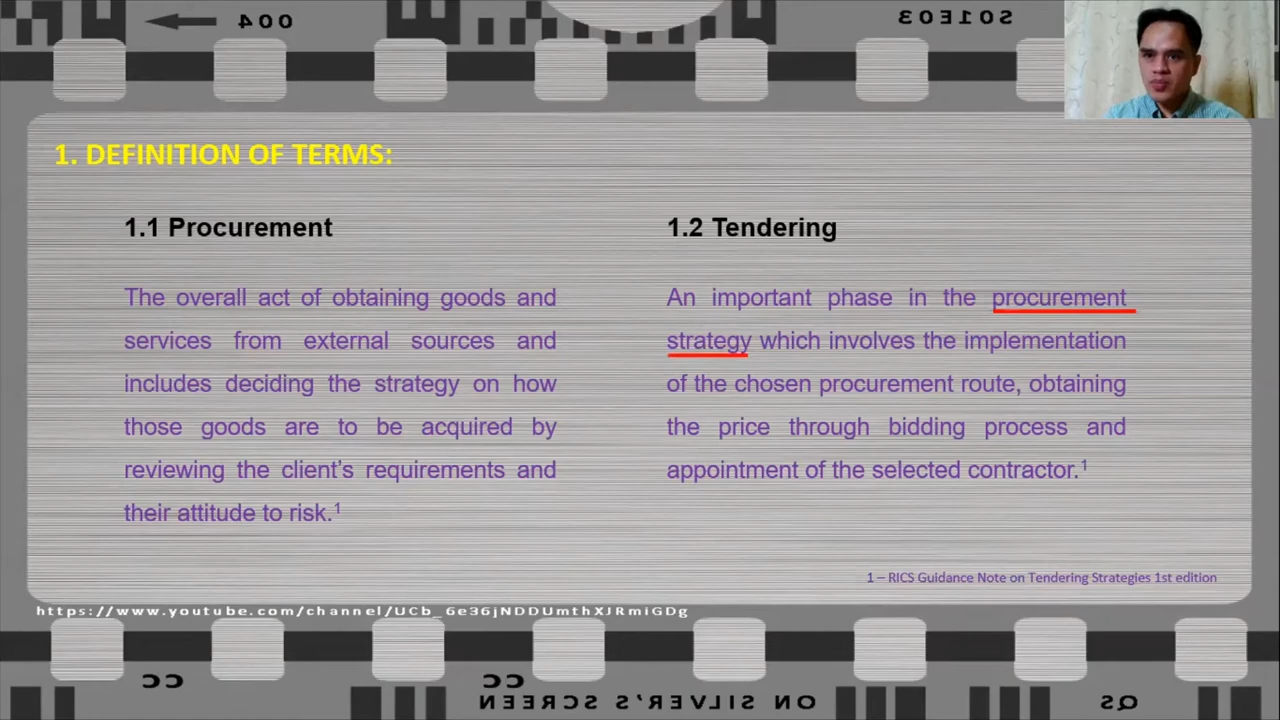 004
S01E03
1. DEFINITION OF TERMS:
1.1 Procurement
The overall act of obtaining goods and
services from external sources and
includes deciding the strategy on how
those goods are to be acquired by
reviewing the client's requirements and
their attitude to risk.1
1.2 Tendering
An important phase in the procurement
strategy which involves the implementation
of the chosen procurement route, obtaining
the price through bidding process and
appointment of the selected contractor.1
1 – RICS Guidance Note on Tendering Strategies 1st edition
https://www.youtube.com/channel/UCb_6e36jNDDUmthXJRmiGDg
CC
CC
ON SILVER'S SCREEN
QS